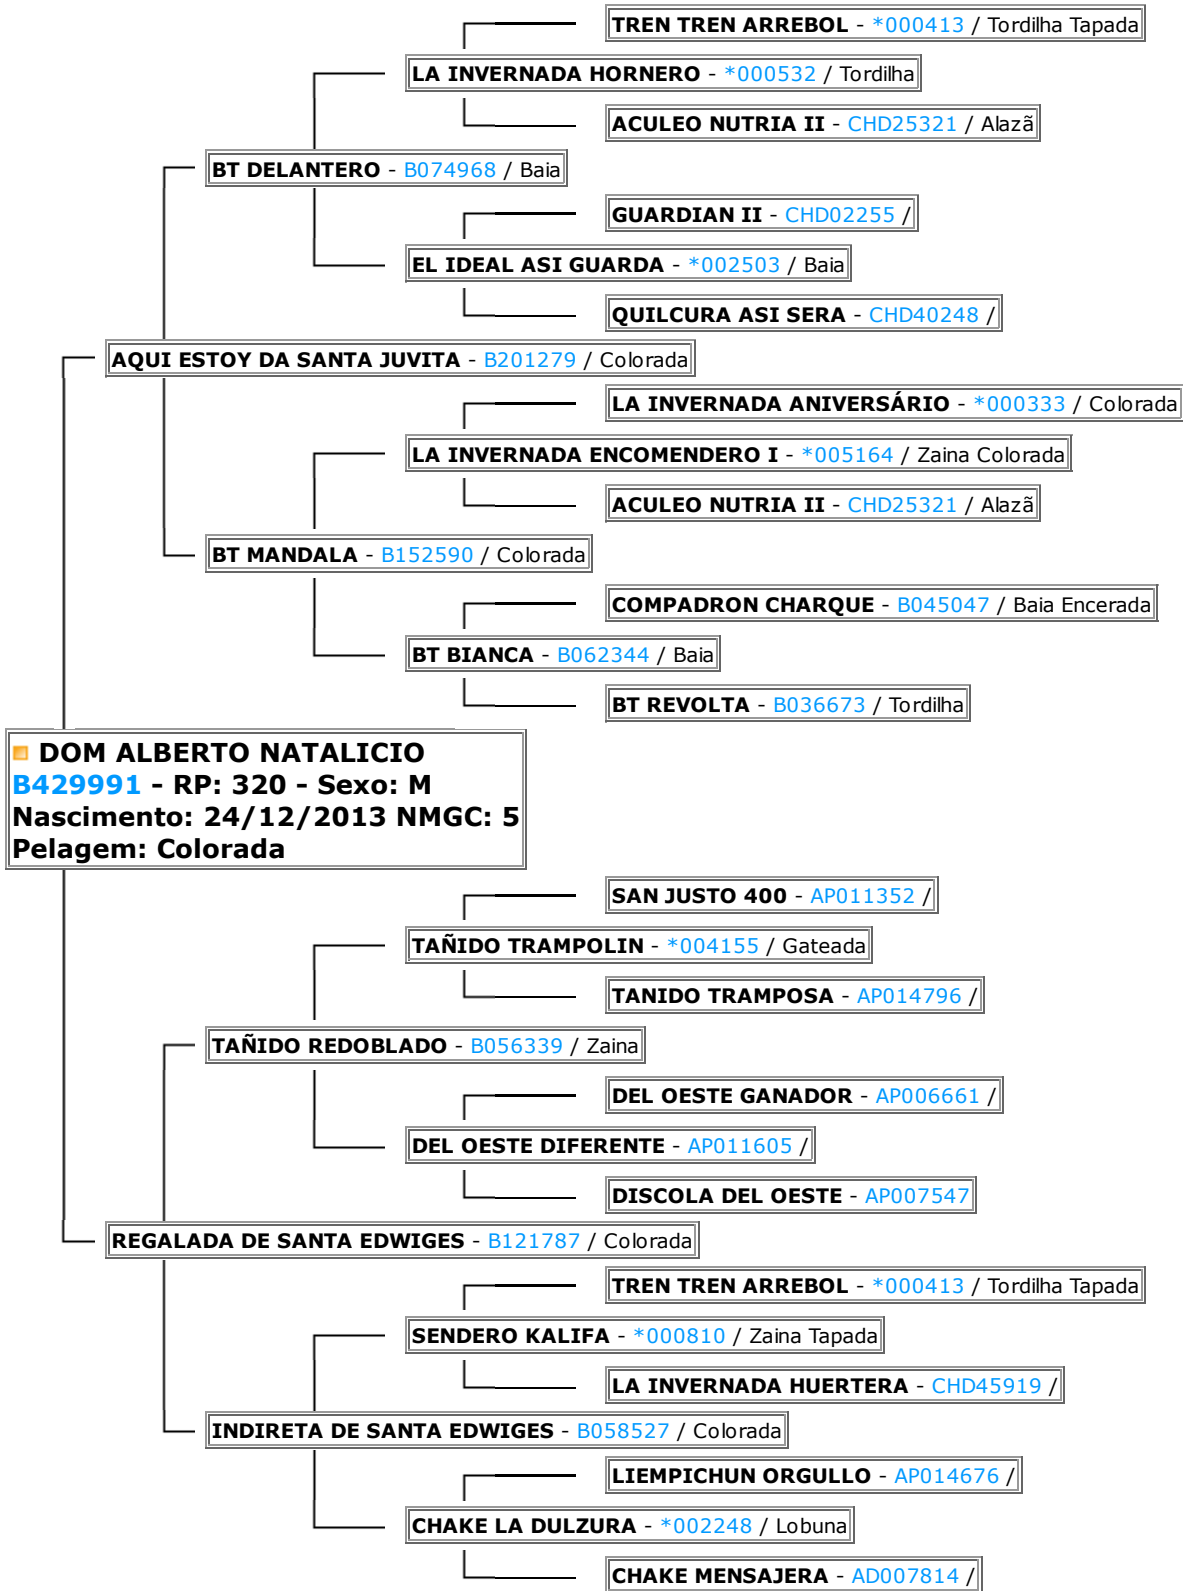 TREN TREN ARREBOL - *000413 / Tordilha Tapada
LA INVERNADA HORNERO - *000532 / Tordilha
ACULEO NUTRIA II - CHD25321 / Alazã
BT DELANTERO - B074968 / Baia
GUARDIAN II - CHD02255 /
EL IDEAL ASI GUARDA - *002503 / Baia
QUILCURA ASI SERA - CHD40248 /
AQUI ESTOY DA SANTA JUVITA - B201279 / Colorada
LA INVERNADA ANIVERSÁRIO - *000333 / Colorada
LA INVERNADA ENCOMENDERO I - *005164 / Zaina Colorada
ACULEO NUTRIA II - CHD25321 / Alazã
BT MANDALA - B152590 / Colorada
COMPADRON CHARQUE - B045047 / Baia Encerada
BT BIANCA - B062344 / Baia
BT REVOLTA - B036673 / Tordilha
DOM ALBERTO NATALICIO
B429991 - RP: 320 - Sexo: M
Nascimento: 24/12/2013 NMGC: 5
Pelagem: Colorada
SAN JUSTO 400 - AP011352 /
TAÑIDO TRAMPOLIN - *004155 / Gateada
TANIDO TRAMPOSA - AP014796 /
TAÑIDO REDOBLADO - B056339 / Zaina
DEL OESTE GANADOR - AP006661 /
DEL OESTE DIFERENTE - AP011605 /
DISCOLA DEL OESTE - AP007547
REGALADA DE SANTA EDWIGES - B121787 / Colorada
TREN TREN ARREBOL - *000413 / Tordilha Tapada
SENDERO KALIFA - *000810 / Zaina Tapada
LA INVERNADA HUERTERA - CHD45919 /
INDIRETA DE SANTA EDWIGES - B058527 / Colorada
LIEMPICHUN ORGULLO - AP014676 /
CHAKE LA DULZURA - *002248 / Lobuna
CHAKE MENSAJERA - AD007814 /